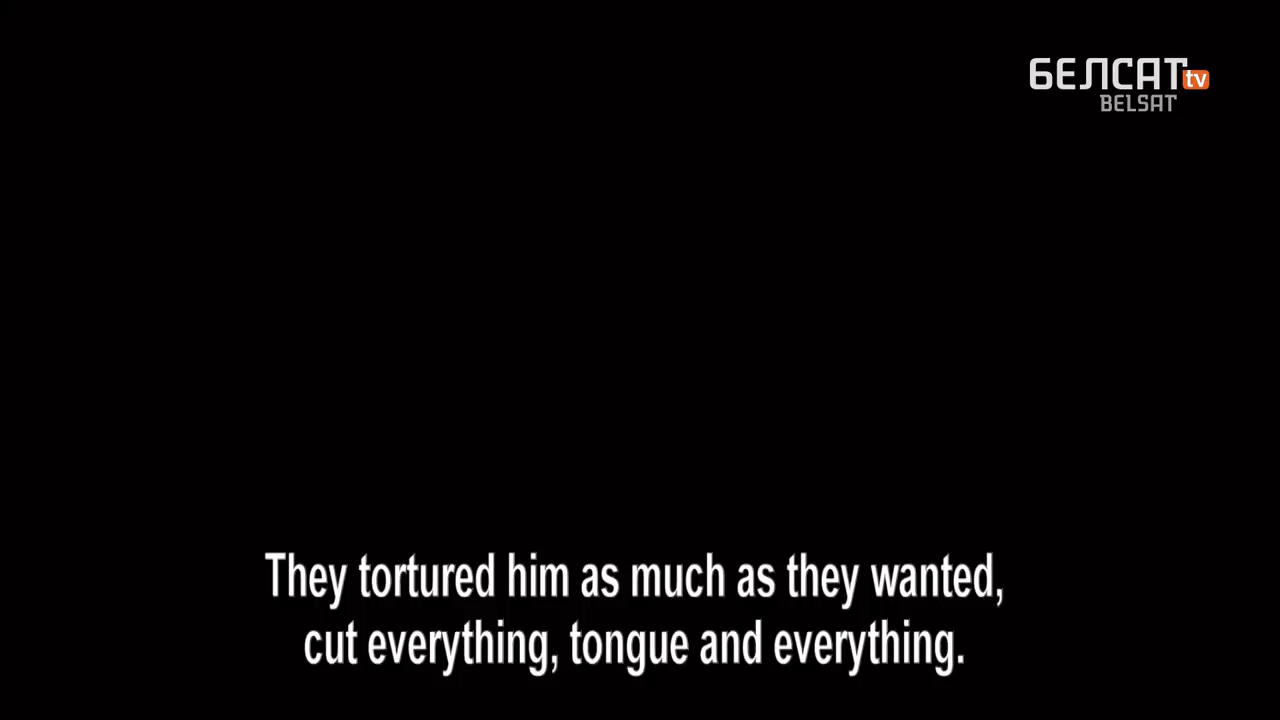 БЕЛСАТ tv
BELSAT
They tortured him as much as they wanted,
cut everything, tongue and everything.